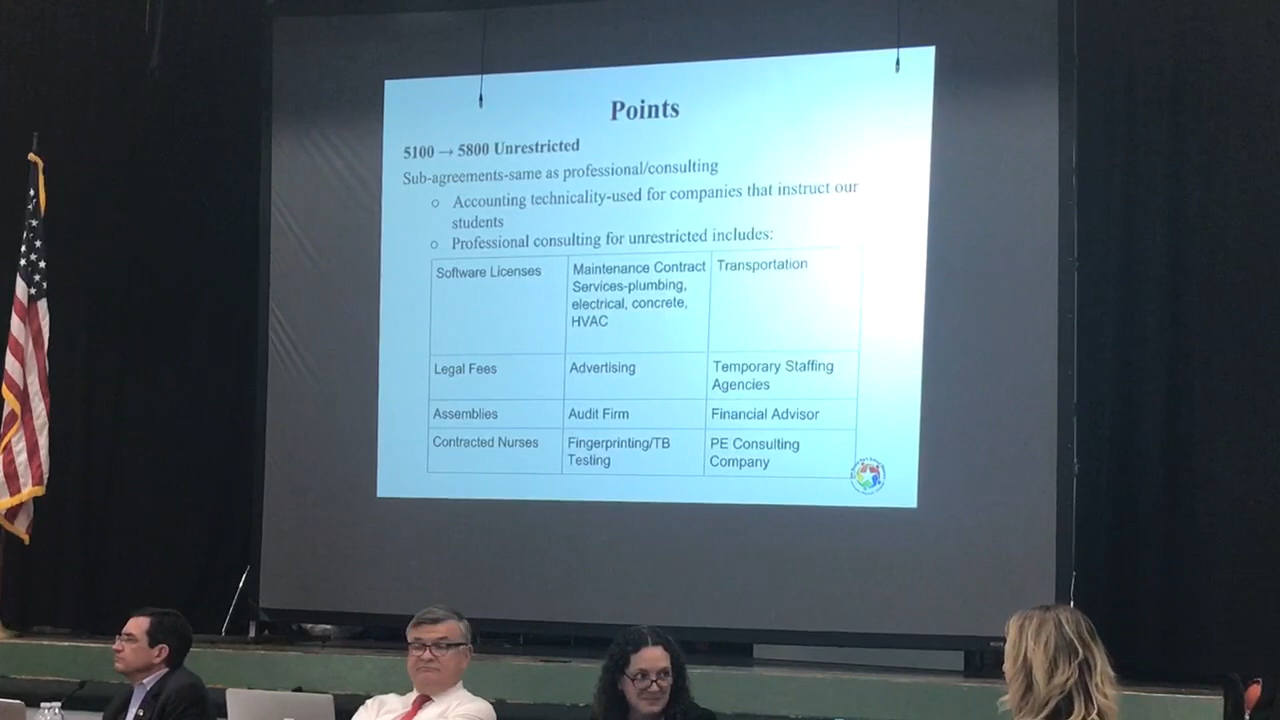 Points
5100 → 5800 Unrestricted
Sub-agreements-same as professional/consulting
○ Accounting technicality-used for companies that instruct our
students
○ Professional consulting for unrestricted includes:
Software Licenses
Maintenance Contract
Services-plumbing,
electrical, concrete,
HVAC
Transportation
Legal Fees
Advertising
Temporary Staffing
Agencies
Assemblies
Audit Firm
Financial Advisor
Contracted Nurses
Fingerprinting/TB
Testing
PE Consulting
Company